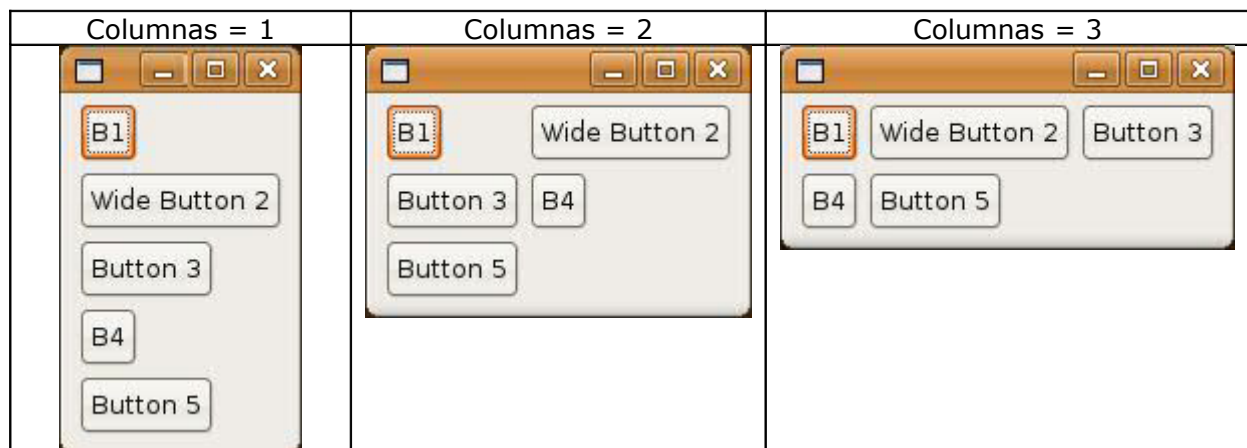 Columnas = 1
Columnas = 2
Columnas = 3
B1
Wide Button 2
Button 3
B4
Button 5
B1
Wide Button 2
Button 3
B4
Button 5
B1
Wide Button 2
Button 3
B4
Button 5